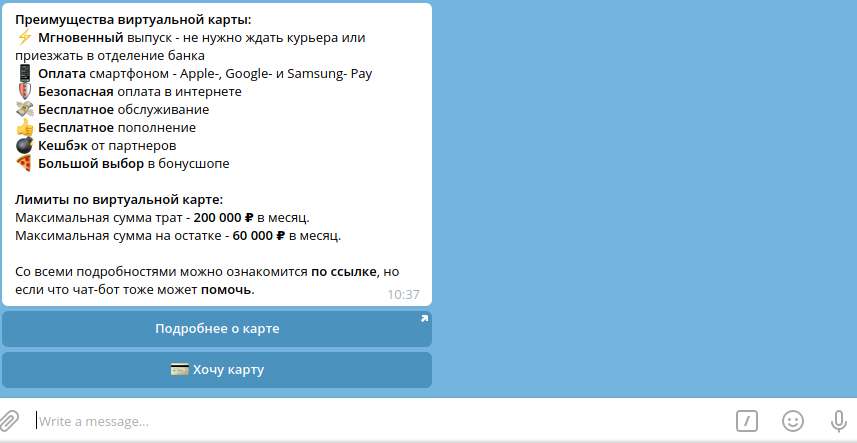 Преимущества виртуальной карты:
⚡ Мгновенный выпуск - не нужно ждать курьера или
приезжать в отделение банка
📱 Оплата смартфоном - Apple-, Google- и Samsung- Pay
🛡 Безопасная оплата в интернете
💸 Бесплатное обслуживание
👍 Бесплатное пополнение
💣 Кешбэк от партнеров
🍕 Большой выбор в бонусшопе
Лимиты по виртуальной карте:
Максимальная сумма трат - 200 000 ₽ в месяц.
Максимальная сумма на остатке - 60 000 ₽ в месяц.
Со всеми подробностями можно ознакомится по ссылке, но
если что чат-бот тоже может помочь.
10:37
Подробнее о карте
💳 Хочу карту
Write a message...